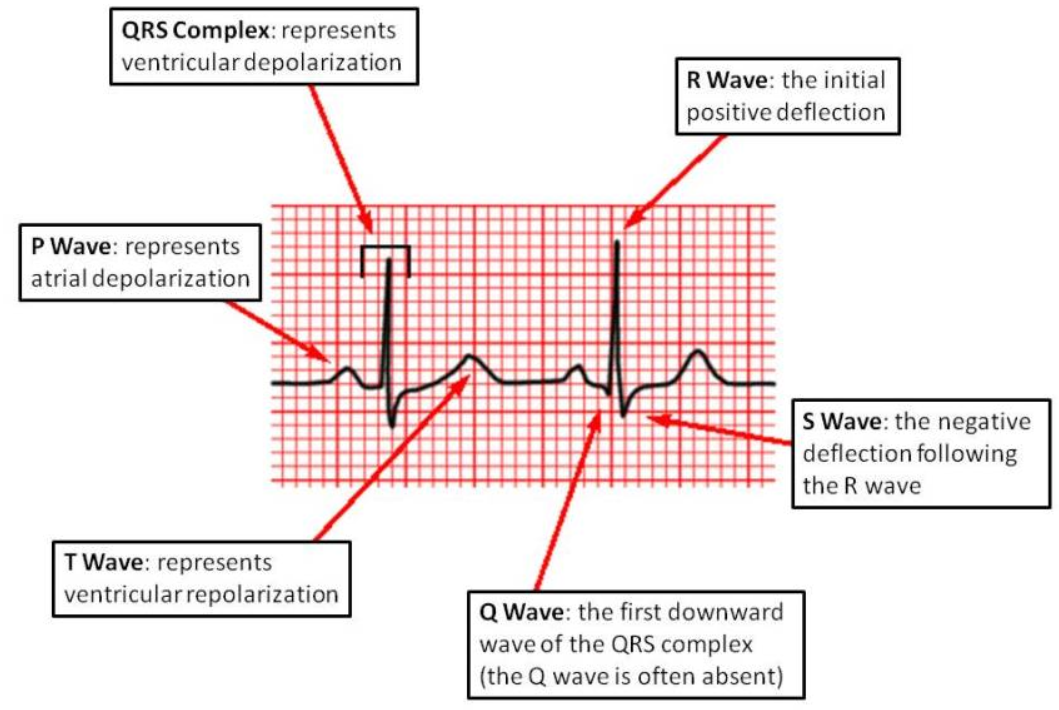 QRS Complex: represents
ventricular depolarization
R Wave: the initial
positive deflection
P Wave: represents
atrial depolarization
S Wave: the negative
deflection following
the R wave
T Wave: represents
ventricular repolarization
Q Wave: the first downward
wave of the QRS complex
(the Q wave is often absent)